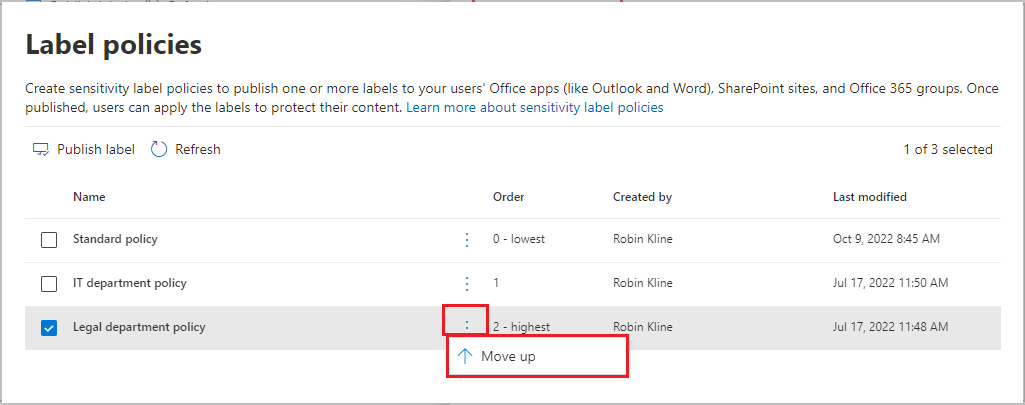 Label policies
Create sensitivity label policies to publish one or more labels to your users' Office apps (like Outlook and Word), SharePoint sites, and Office 365 groups. Once
published, users can apply the labels to protect their content. Learn more about sensitivity label policies
Publish label Refresh 1 of 3 selected
Name Order Created by Last modified
Standard policy 0 - lowest Robin Kline Oct 9, 2022 8:45 AM
IT department policy 1 Robin Kline Jul 17, 2022 11:50 AM
Legal department policy 2 - highest Robin Kline Jul 17, 2022 11:48 AM
Move up